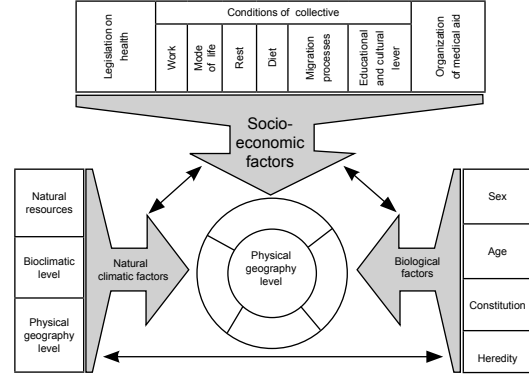 Legislation on
health
Conditions of collective
Work
Mode
of life
Rest
Diet
Migration
processes
Educational
and cultural
lever
Organization
of medical aid
Socio-
economic
factors
Natural
resources
Bioclimatic
level
Physical
geography
level
Natural
climatic factors
Physical
geography
level
Biological
factors
Sex
Age
Constitution
Heredity